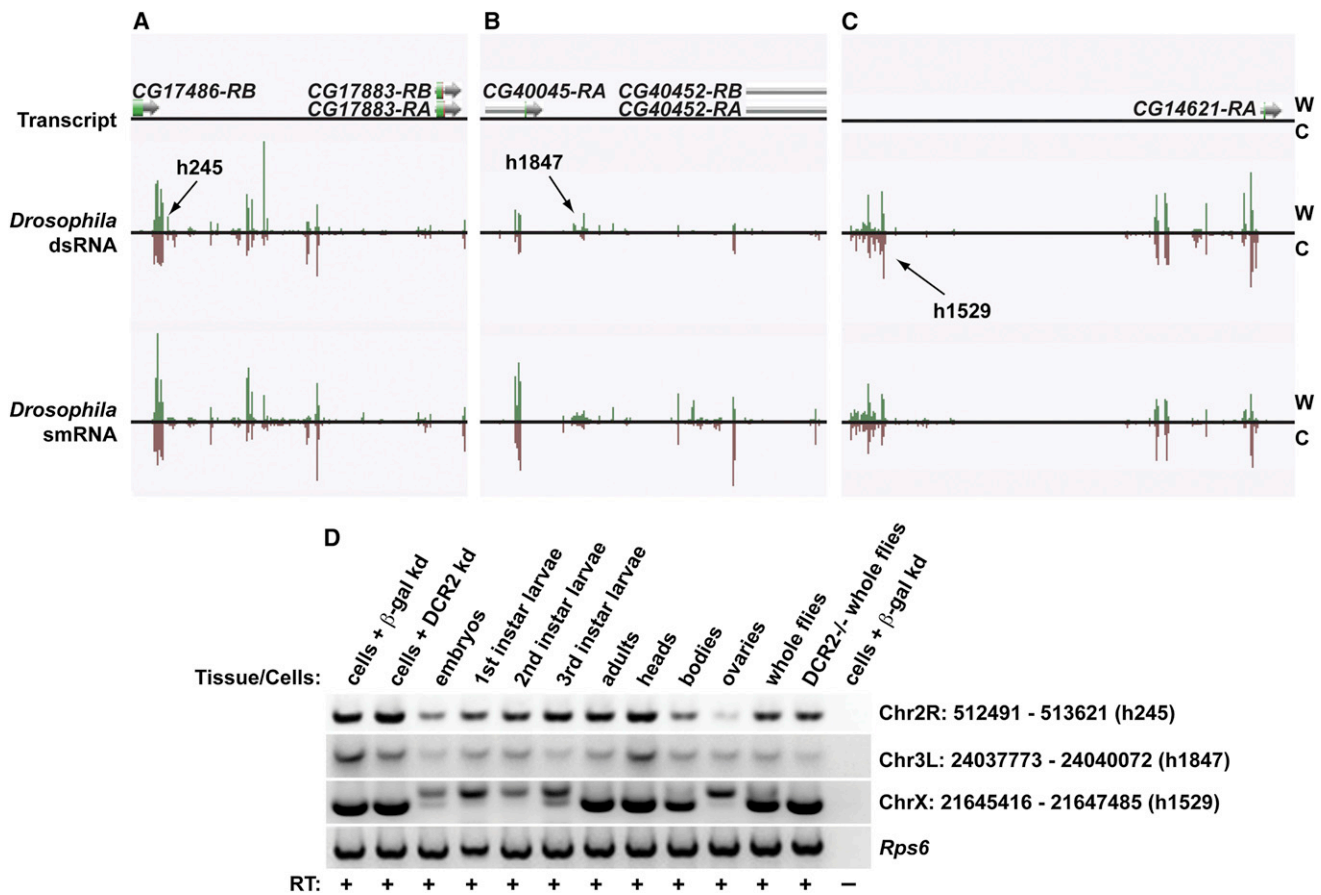 A
B
C
CG17486-RB CG17883-RB
CG17883-RA
CG40045-RA CG40452-RB
CG40452-RA
CG14621-RA
Transcript
W
C
h245
h1847
h1529
Drosophila
dsRNA
W
C
Drosophila
smRNA
W
C
D
Tissue/Cells:
cells + β-gal kd
cells + DCR2 kd
embryos
1st instar larvae
2nd instar larvae
3rd instar larvae
adults
heads
bodies
ovaries
whole flies
DCR2-/- whole flies
cells + β-gal kd
Chr2R: 512491 - 513621 (h245)
Chr3L: 24037773 - 24040072 (h1847)
ChrX: 21645416 - 21647485 (h1529)
Rps6
RT: + + + + + + + + + + + + –